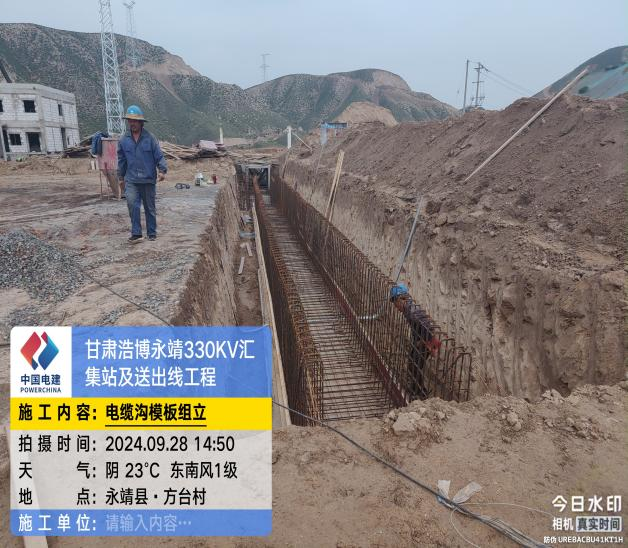 中国电建
POWERCHINA
甘肃浩博永靖330KV汇
集站及送出线工程
施工内容：电缆沟模板组立
拍摄时间：2024.09.28 14:50
天气：阴 23℃ 东南风1级
地点：永靖县·方台村
施工单位：请输入内容…
今日水印
相机 真实时间
防伪 UREBACBU41KT1H